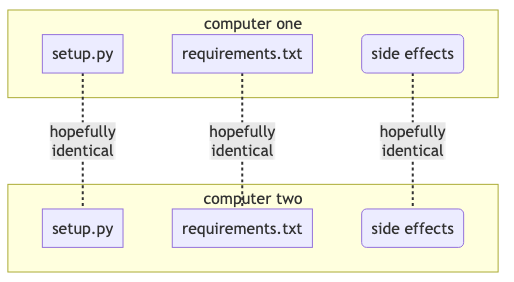 computer one
setup.py requirements.txt side effects
hopefully hopefully hopefully
identical identical identical
computer two
setup.py requirements.txt side effects